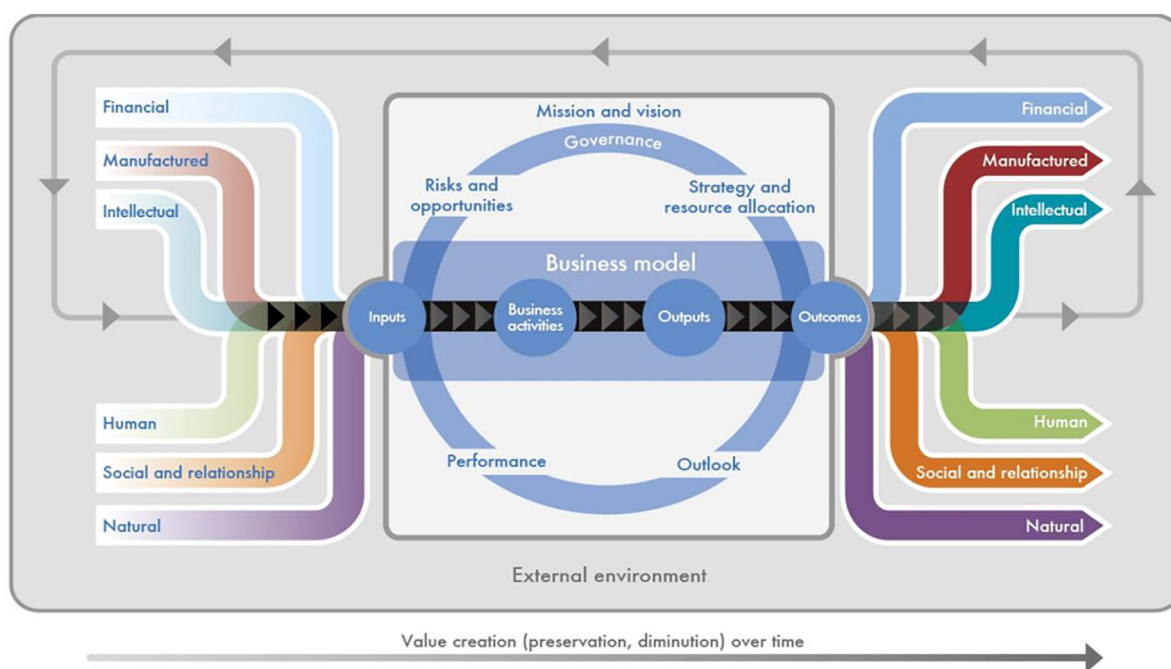 Financial
Manufactured
Intellectual
Human
Social and relationship
Natural
Mission and vision
Governance
Risks and
opportunities
Strategy and
resource allocation
Business model
Inputs
Business
activities
Outputs
Outcomes
Performance
Outlook
Financial
Manufactured
Intellectual
Human
Social and relationship
Natural
External environment
Value creation (preservation, diminution) over time